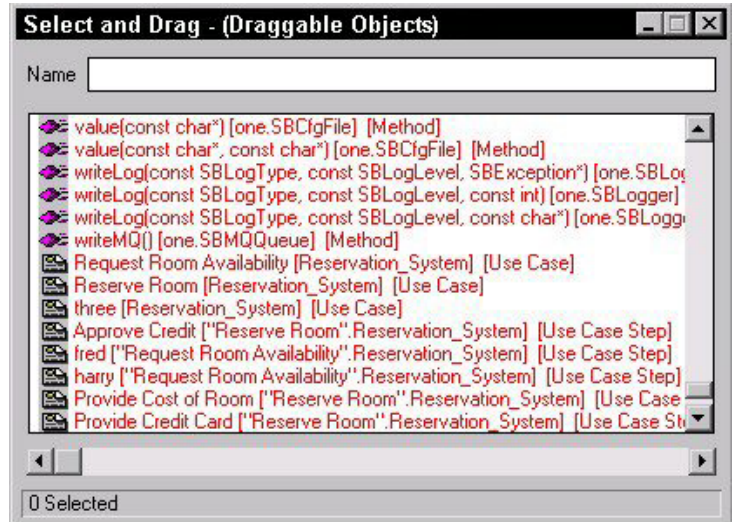 Select and Drag - (Draggable Objects)
Name
value(const char*) [one.SBCfgFile] [Method]
value(const char*, const char*) [one.SBCfgFile] [Method]
writeLog(const SBLogType, const SBLogLevel, SBException*) [one.SBLog
writeLog(const SBLogType, const SBLogLevel, const int) [one.SBLogger]
writeLog(const SBLogType, const SBLogLevel, const char*) [one.SBLogge
writeMQ() [one.SBMQQueue] [Method]
Request Room Availability [Reservation_System] [Use Case]
Reserve Room [Reservation_System] [Use Case]
three [Reservation_System] [Use Case]
Approve Credit ["Reserve Room".Reservation_System] [Use Case Step]
fred ["Request Room Availability".Reservation_System] [Use Case Step]
harry ["Request Room Availability".Reservation_System] [Use Case Step]
Provide Cost of Room ["Reserve Room".Reservation_System] [Use Case
Provide Credit Card ["Reserve Room".Reservation_System] [Use Case Ste
0 Selected